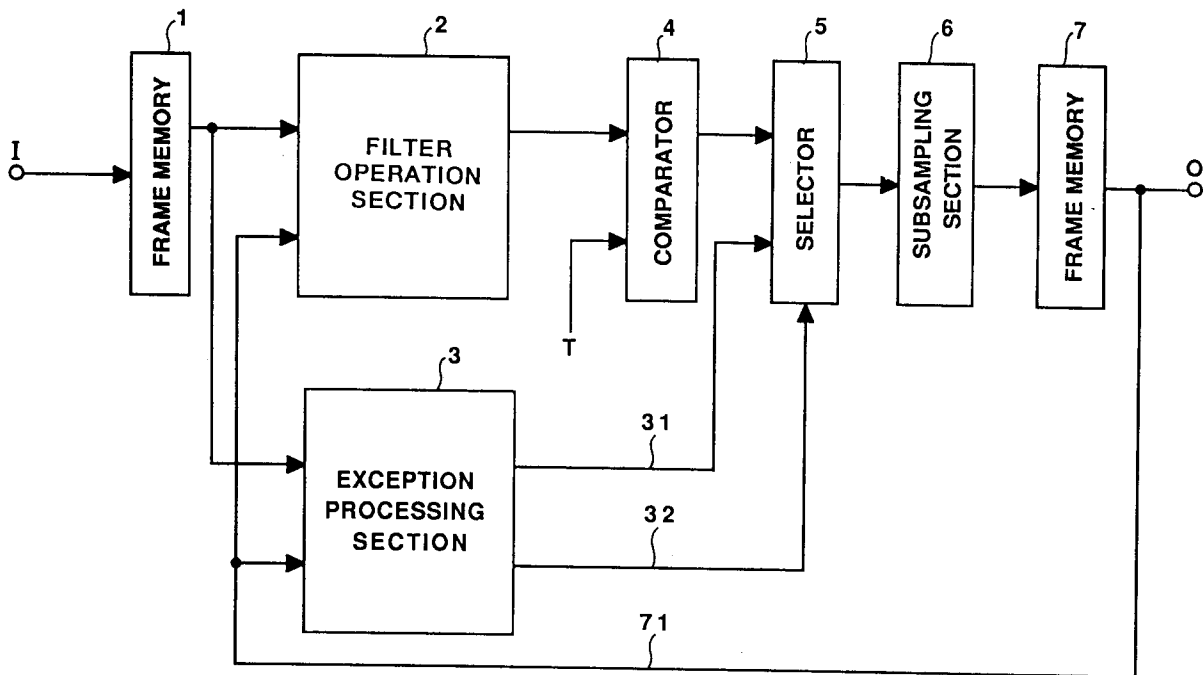 1
2
4
5
6
7
I
FRAME MEMORY
FILTER
OPERATION
SECTION
COMPARATOR
SELECTOR
SUBSAMPLING
SECTION
FRAME MEMORY
O
T
3
EXCEPTION
PROCESSING
SECTION
31
32
71